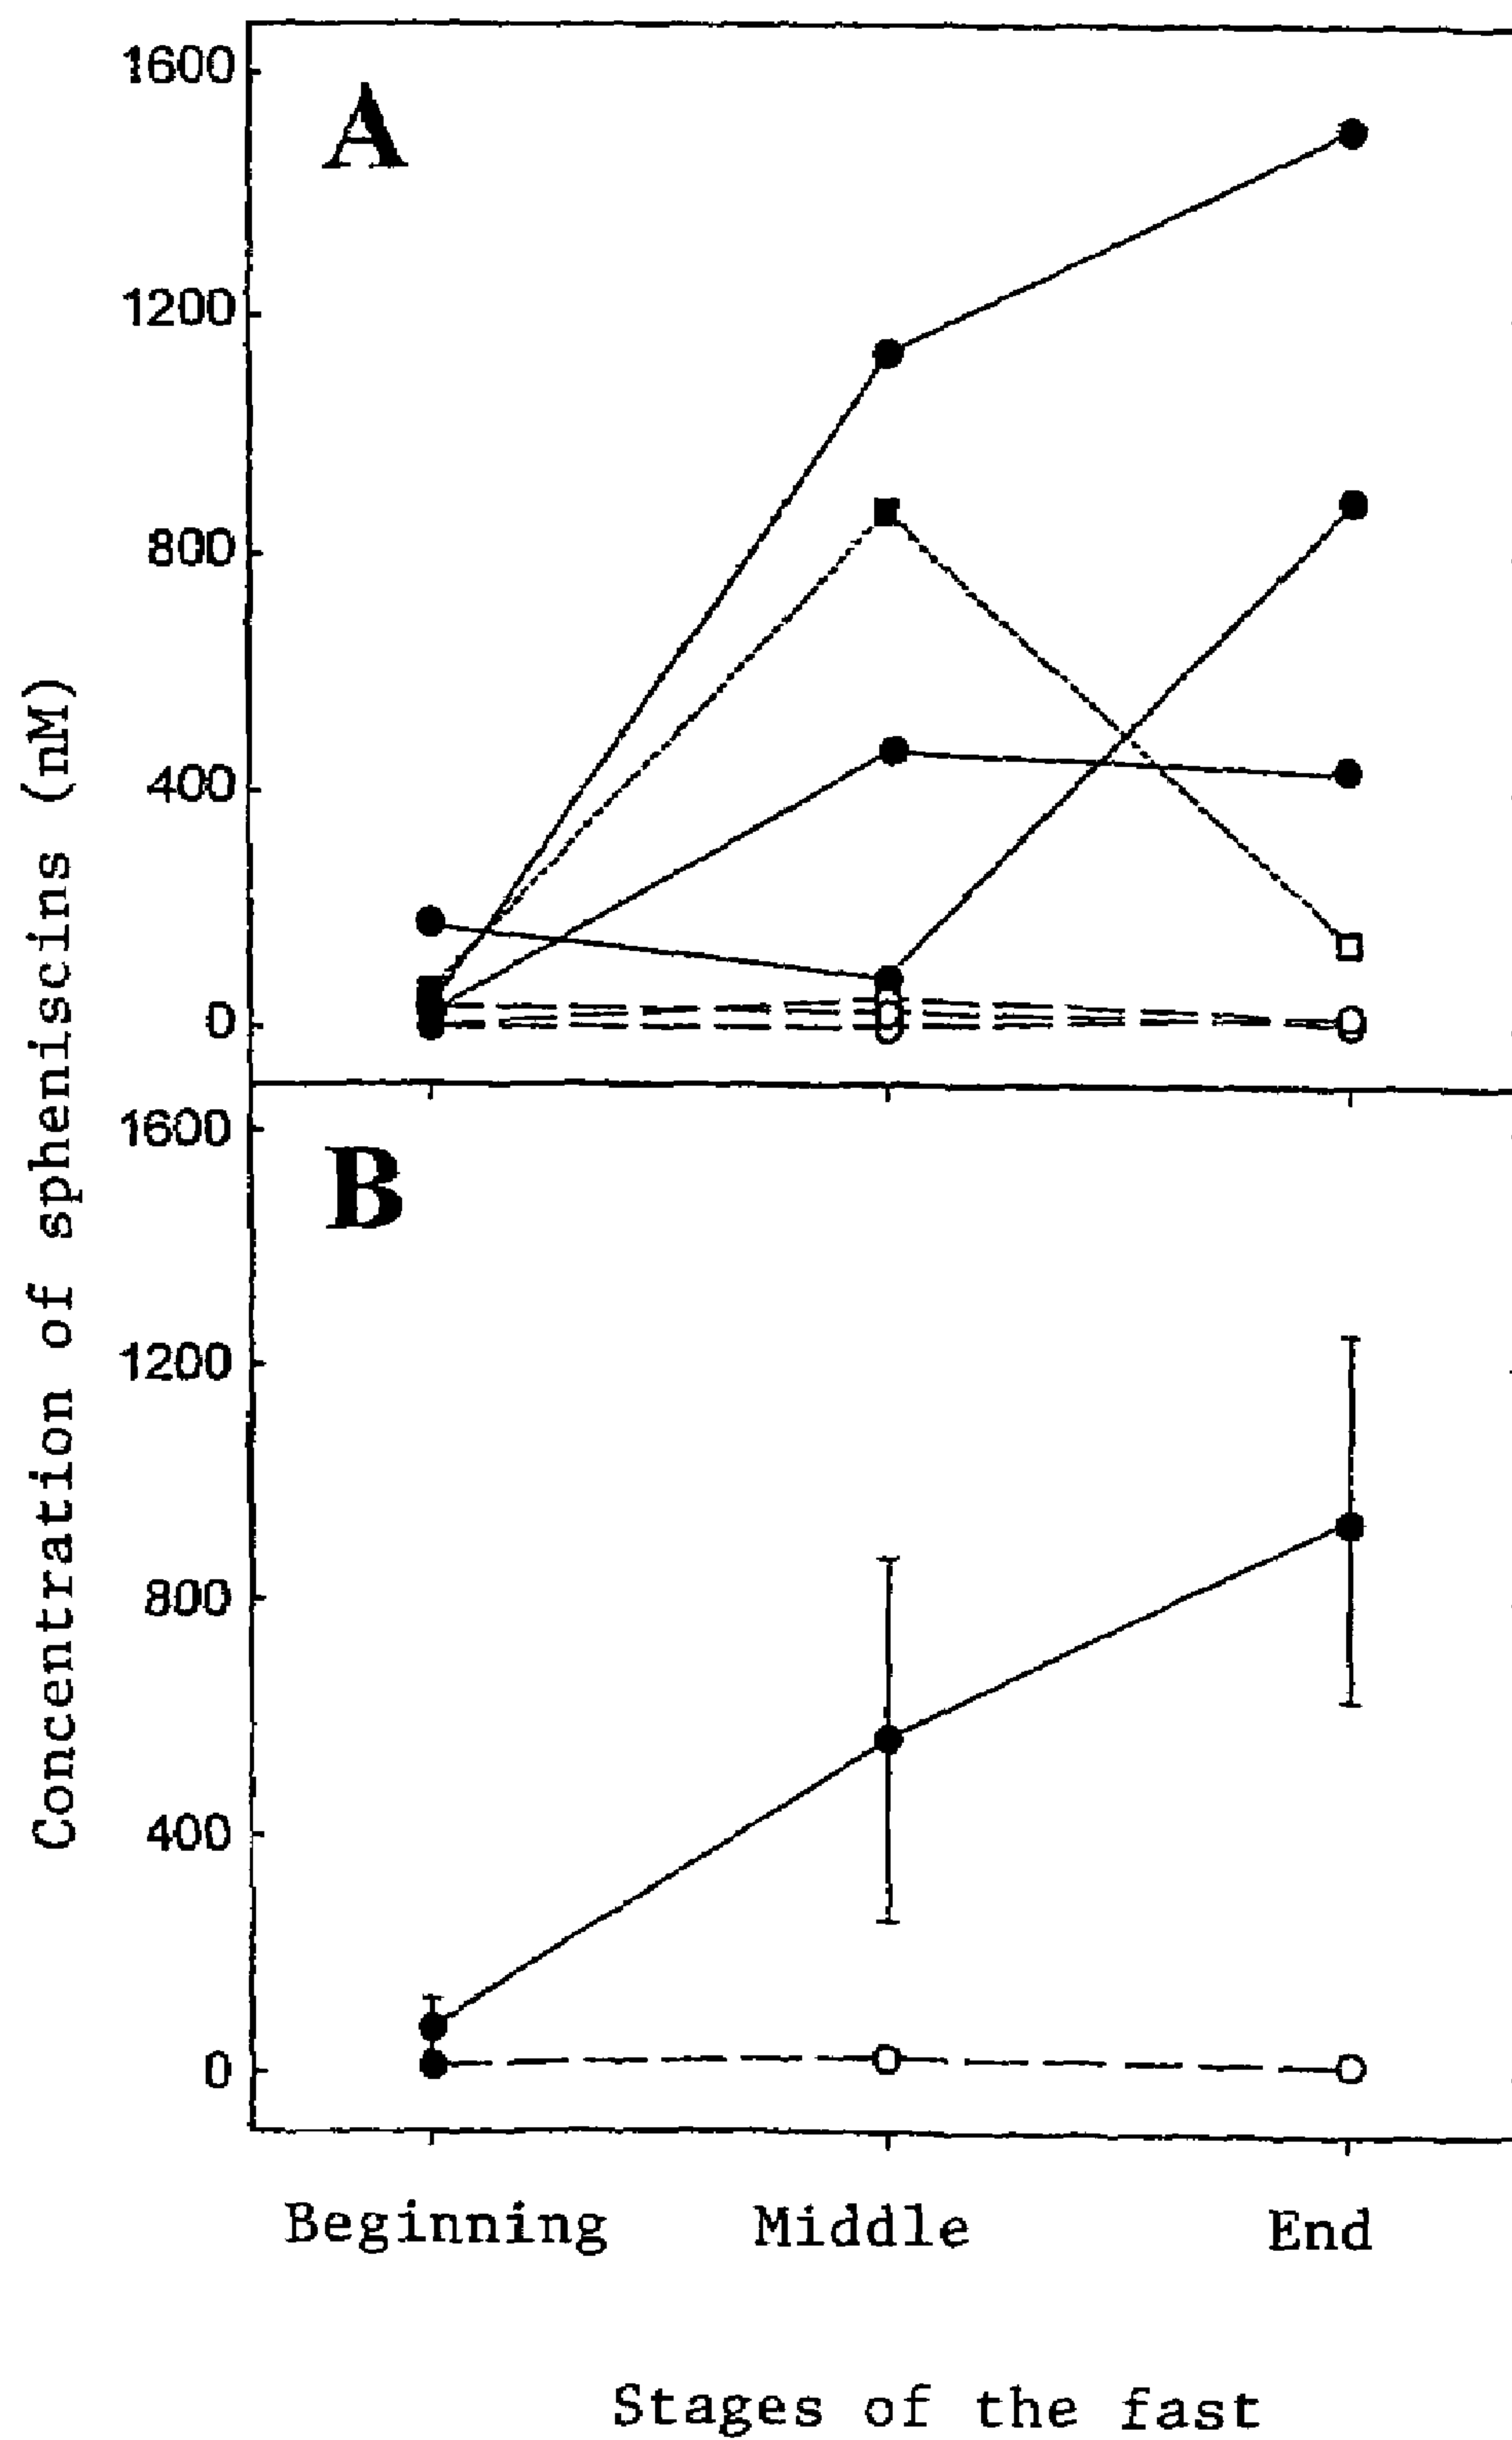 1600
A
1200
800
400
0
1600
B
1200
800
400
0
Concentration of spheniscins (nM)
Beginning Middle End
Stages of the fast